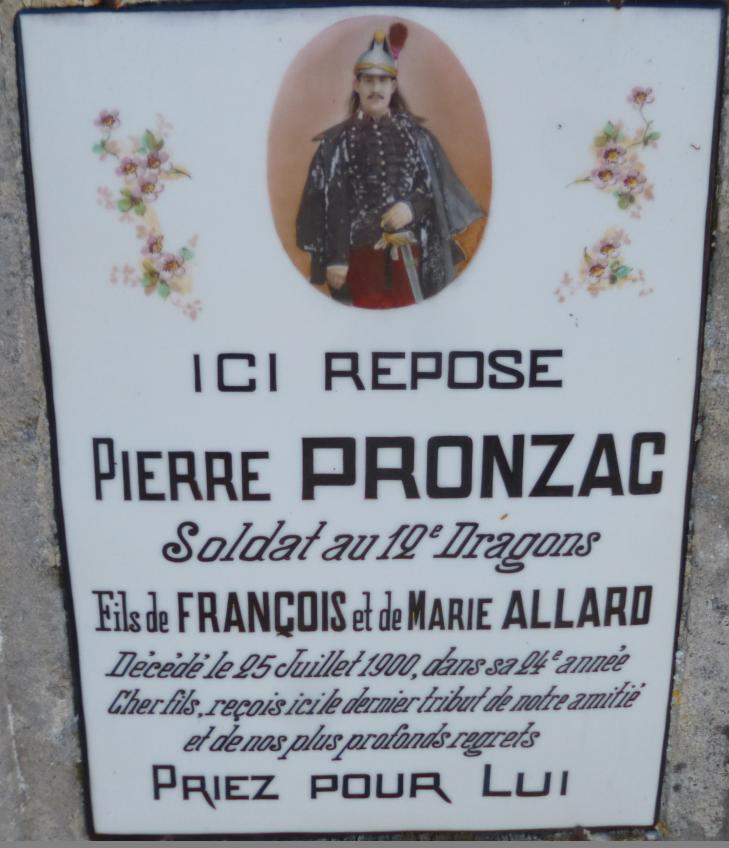 ICI REPOSE
PIERRE PRONZAC
Soldat au 12e Dragons
Fils de FRANÇOIS et de MARIE ALLARD
Décédé le 25 Juillet 1900, dans sa 24e année
Cher fils, reçois ici le dernier tribut de notre amitié
et de nos plus profonds regrets
PRIEZ POUR LUI